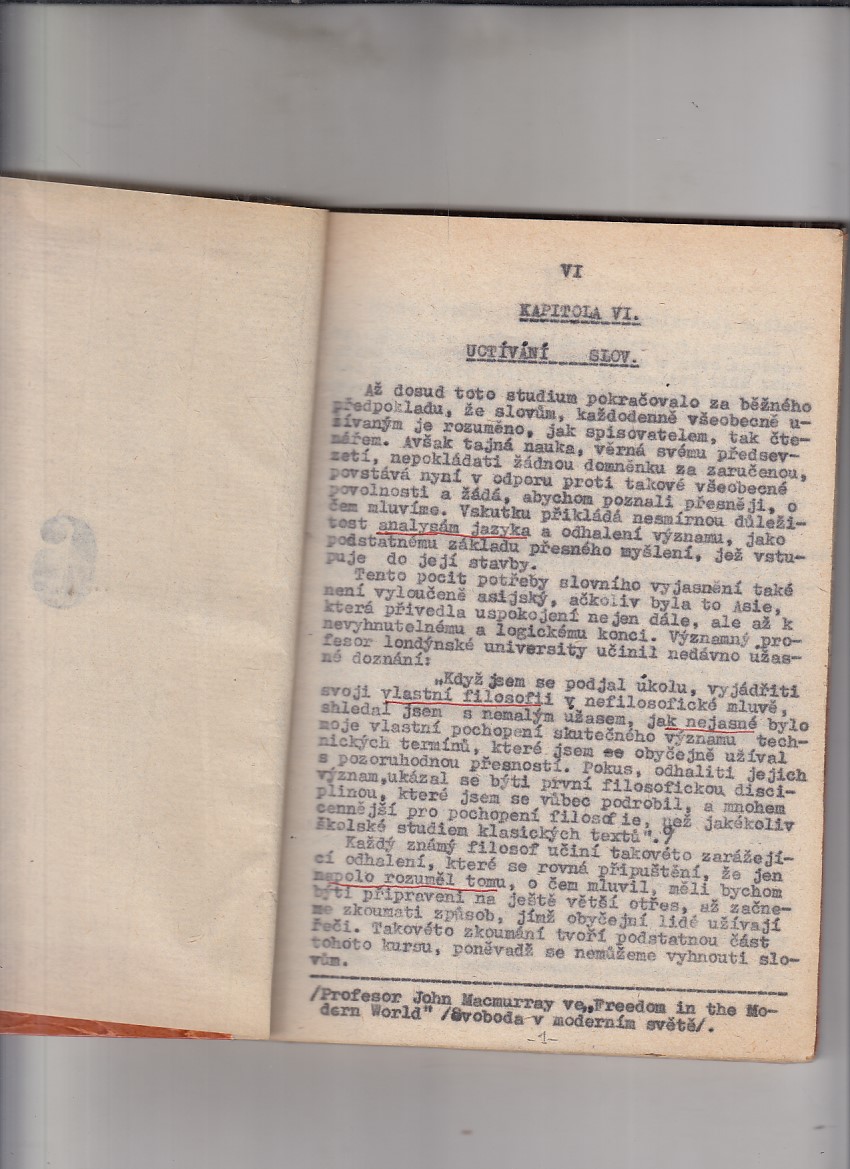 VI
KAPITOLA VI.
UCTÍVÁNÍ SLOV.
Až dosud toto studium pokračovalo za běžného
předpokladu, že slovům, každodenně všeobecně u-
žívaným je rozuměno, jak spisovatelem, tak čte-
nářem. Avšak tajná nauka, věrná svému předsev-
zetí, nepokládati žádnou domněnku za zaručenou,
povstává nyní v odporu proti takové všeobecné
povolnosti a žádá, abychom poznali přesněji, o
čem mluvíme. Vskutku přikládá nesmírnou důleži-
tost analysám jazyka a odhalení významu, jako
podstatnému základu přesného myšlení, jež vstu-
puje do její stavby.
Tento pocit potřeby slovního vyjasnění také
není vyloučeně asijský, ačkoliv byla to Asie,
která přivedla uspokojení nejen dále, ale až k
nevyhnutelnému a logickému konci. Významný pro-
fesor londýnské university učinil nedávno užas-
né doznání:
„Když jsem se podjal úkolu, vyjádřiti
svoji vlastní filosofii v nefilosofické mluvě,
shledal jsem s nemalým užasem, jak nejasné bylo
moje vlastní pochopení skutečného významu tech-
nických termínů, které jsem se obyčejně užíval
s pozoruhodnou přesností. Pokus, odhaliti jejich
význam,ukázal se býti první filosofickou disci-
plinou, které jsem se vůbec podrobil, a mnohem
cennější pro pochopení filosofie, než jakékoliv
školské studiem klasických textů"./
Každý známý filosof učiní takovéto zarážejí-
cí odhalení, které se rovná připuštění, že jen
napolo rozuměl tomu, o čem mluvil, měli bychom
býti připraveni na ještě větší otřes, až začne-
me zkoumati způsob, jímž obyčejní lidé užívají
řeči. Takovéto zkoumání tvoří podstatnou část
tohoto kursu, poněvadž se nemůžeme vyhnouti slo-
vům.
/Profesor John Macmurray ve„Freedom in the Mo-
dern World" /Svoboda v moderním světě/.
-1-